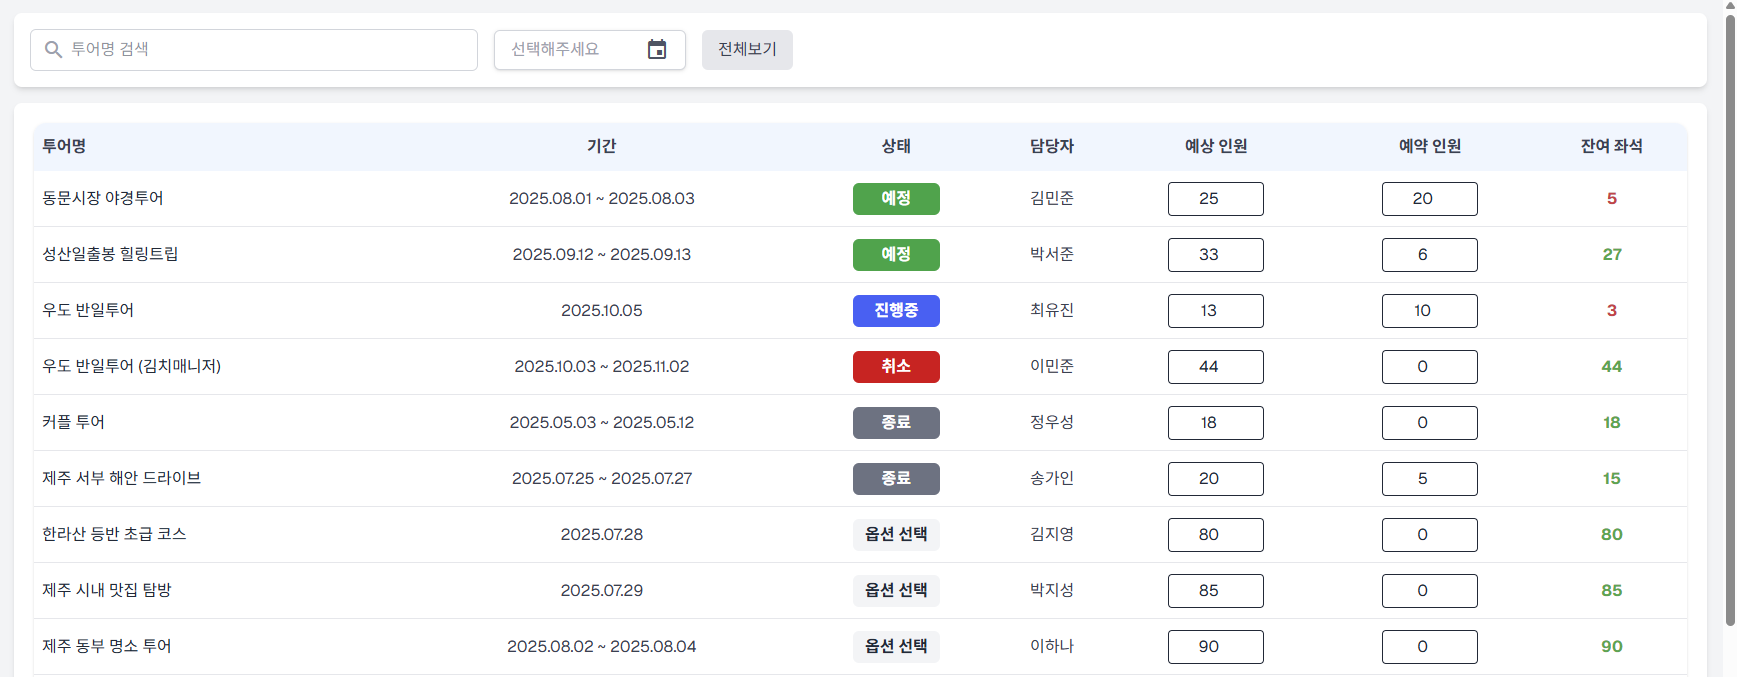 투어명 검색 선택해주세요 전체보기
투어명 기간 상태 담당자 예상 인원 예약 인원 잔여 좌석
동문시장 야경투어 2025.08.01 ~ 2025.08.03 예정 김민준 25 20 5
성산일출봉 힐링트립 2025.09.12 ~ 2025.09.13 예정 박서준 33 6 27
우도 반일투어 2025.10.05 진행중 최유진 13 10 3
우도 반일투어 (김치매니저) 2025.10.03 ~ 2025.11.02 취소 이민준 44 0 44
커플 투어 2025.05.03 ~ 2025.05.12 종료 정우성 18 0 18
제주 서부 해안 드라이브 2025.07.25 ~ 2025.07.27 종료 송가인 20 5 15
한라산 등반 초급 코스 2025.07.28 옵션 선택 김지영 80 0 80
제주 시내 맛집 탐방 2025.07.29 옵션 선택 박지성 85 0 85
제주 동부 명소 투어 2025.08.02 ~ 2025.08.04 옵션 선택 이하나 90 0 90